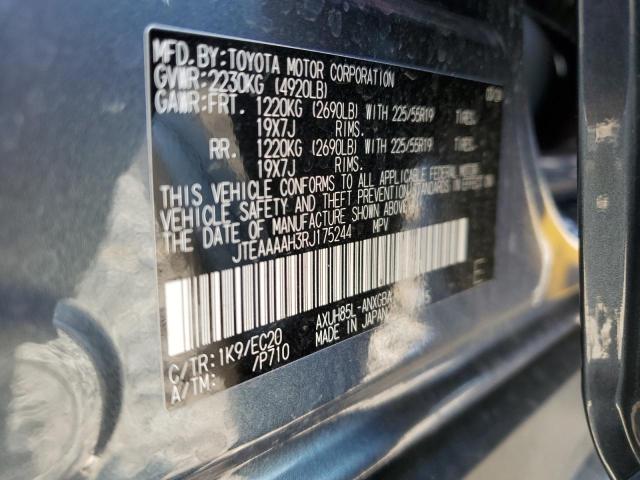 MFD.BY:TOYOTA MOTOR CORPORATION
GVWR:2230KG (4920LB)
GAWR:FRT. 1220KG (2690LB) WITH 225/55R19 TIRES,
19X7J RIMS.
RR. 1220KG (2690LB) WITH 225/55R19 TIRES,
19X7J RIMS.
THIS VEHICLE CONFORMS TO ALL APPLICABLE FEDERAL MOTOR
VEHICLE SAFETY AND THEFT PREVENTION STANDARDS IN EFFECT
THE DATE OF MANUFACTURE SHOWN
JTEAAAAH3RJ175244 MPV
E
C/TR:1K9/EC20 AXUH85L-ANXGBA
A/TM: /P710 MADE IN JAPAN